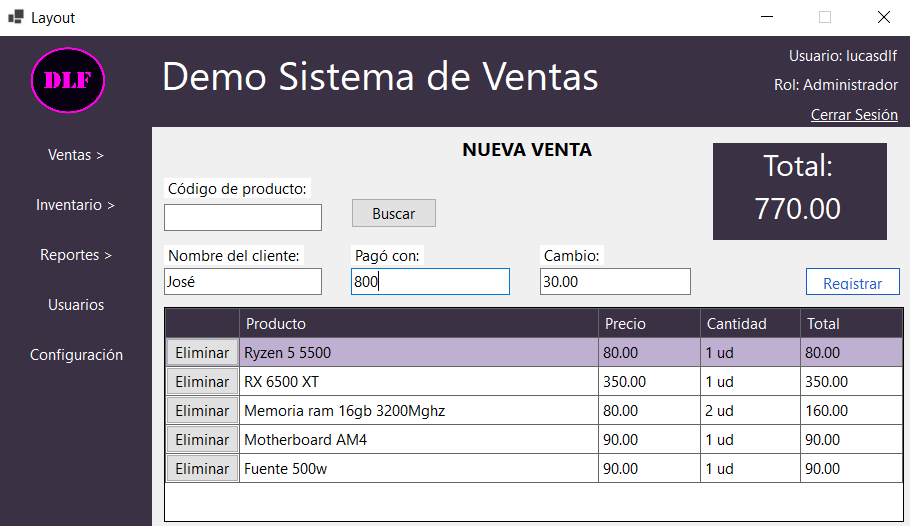 Layout
DLF
Demo Sistema de Ventas
Usuario: lucasdlf
Rol: Administrador
Cerrar Sesión
Ventas >
Inventario >
Reportes >
Usuarios
Configuración
NUEVA VENTA
Total:
770.00
Código de producto:
Buscar
Nombre del cliente:
José
Pagó con:
800
Cambio:
30.00
Registrar
Producto Precio Cantidad Total
Eliminar Ryzen 5 5500 80.00 1 ud 80.00
Eliminar RX 6500 XT 350.00 1 ud 350.00
Eliminar Memoria ram 16gb 3200Mghz 80.00 2 ud 160.00
Eliminar Motherboard AM4 90.00 1 ud 90.00
Eliminar Fuente 500w 90.00 1 ud 90.00